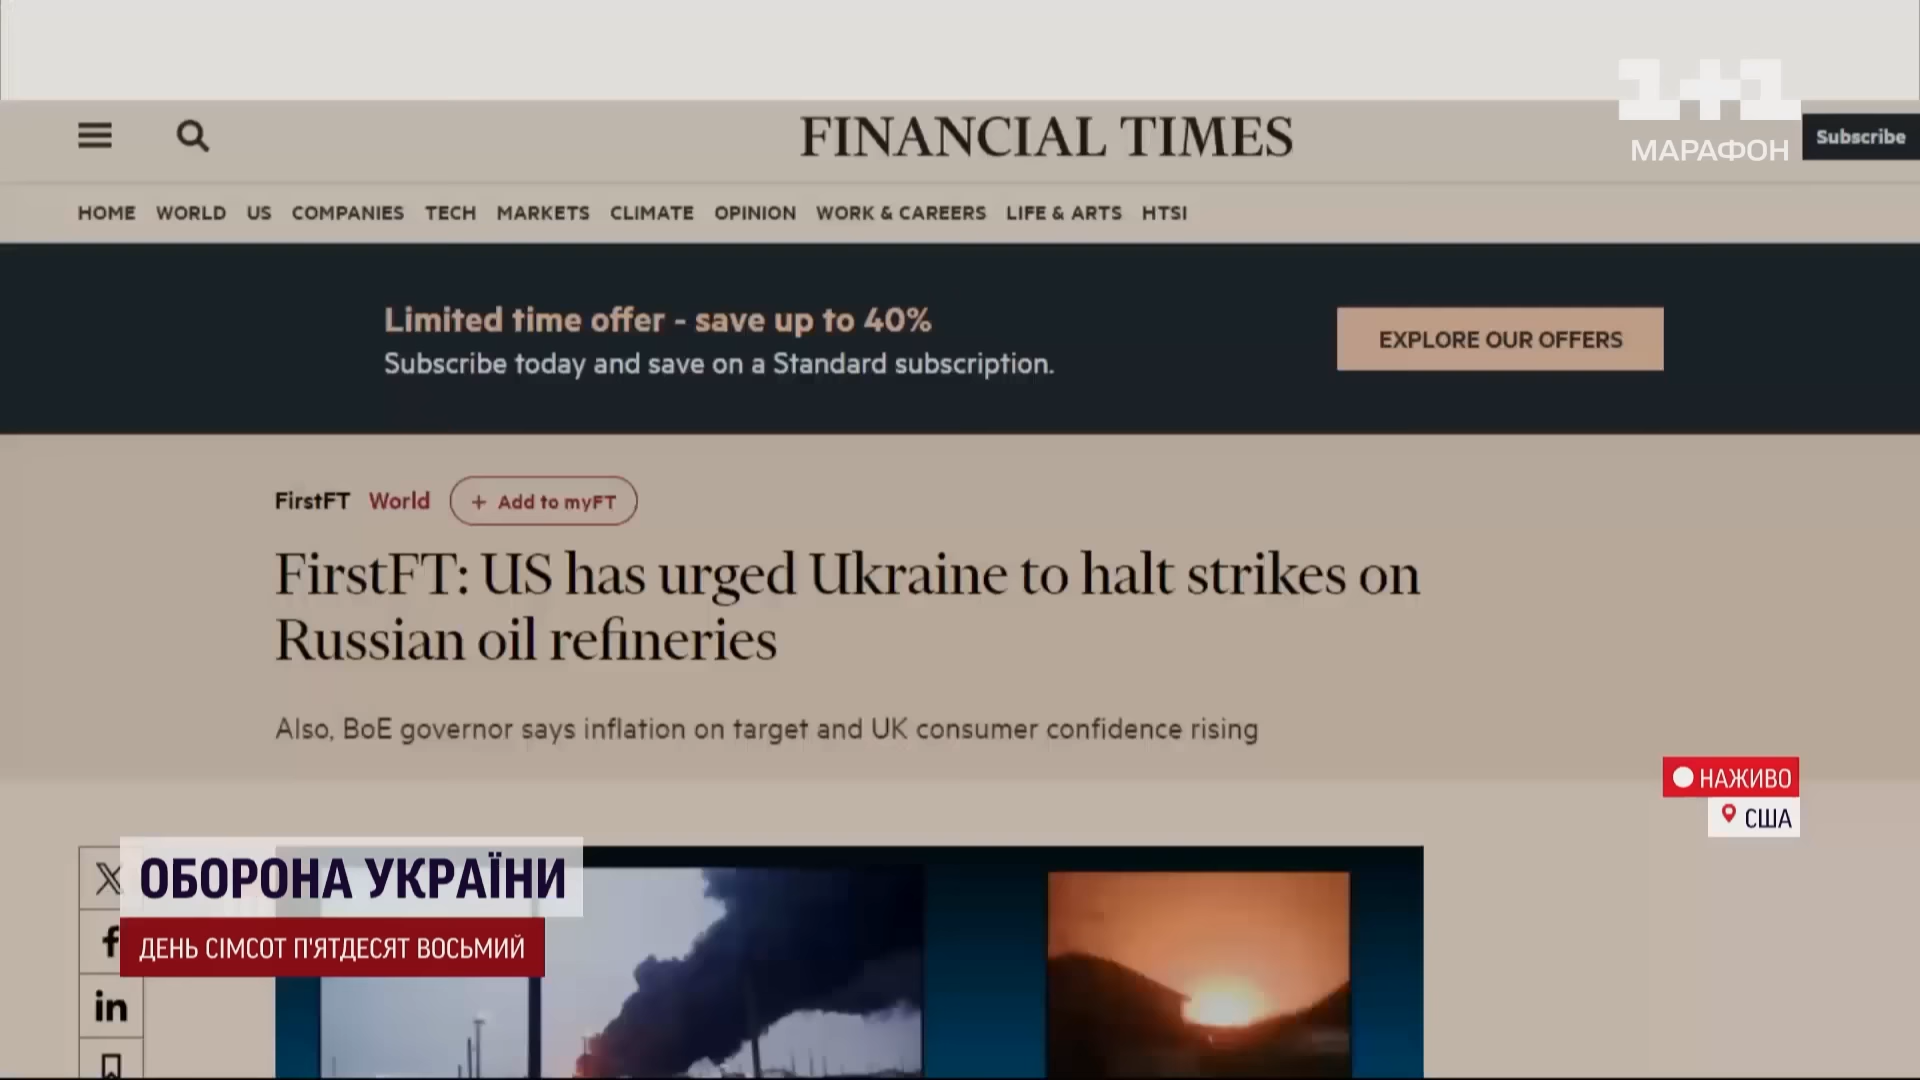 1+1
МАРАФОН
FINANCIAL TIMES
Subscribe
HOME WORLD US COMPANIES TECH MARKETS CLIMATE OPINION WORK & CAREERS LIFE & ARTS HTSI
Limited time offer - save up to 40%
Subscribe today and save on a Standard subscription.
EXPLORE OUR OFFERS
FirstFT World + Add to myFT
FirstFT: US has urged Ukraine to halt strikes on
Russian oil refineries
Also, BoE governor says inflation on target and UK consumer confidence rising
НАЖИВО
США
X
ОБОРОНА УКРАЇНИ
f
ДЕНЬ СІМСОТ П'ЯТДЕСЯТ ВОСЬМИЙ
in